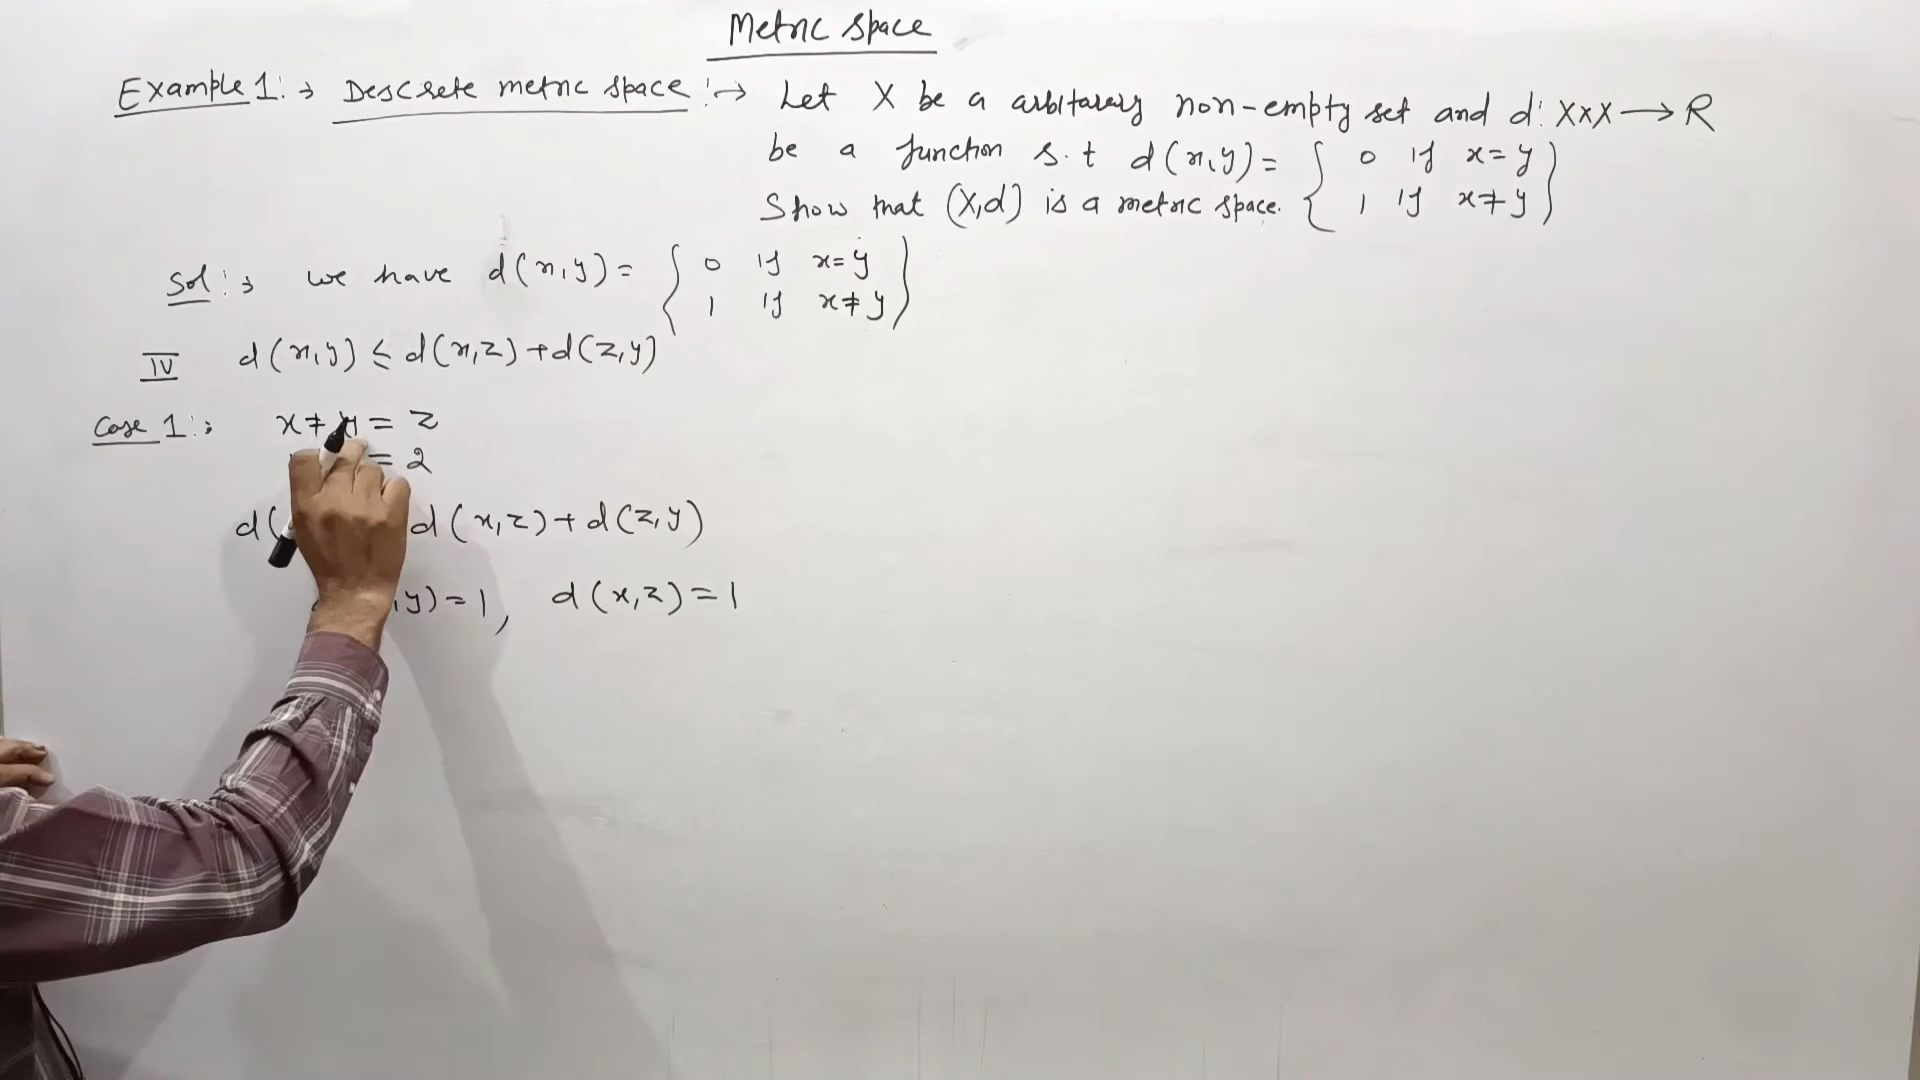 Metric space
Example 1:→ Descrete metric space:→ Let X be a arbitarary non-empty set and d: X×X→R
be a function s.t d(x,y)= { 0 if x=y
Show that (X,d) is a metric space. { 1 if x≠y }
Sol:→ we have d(x,y)= { 0 if x=y
1 if x≠y }
IV d(x,y) ≤ d(x,z)+d(z,y)
Case 1:→ x≠y = z
= 2
d( d(x,z)+d(z,y)
,y)=1, d(x,z)=1